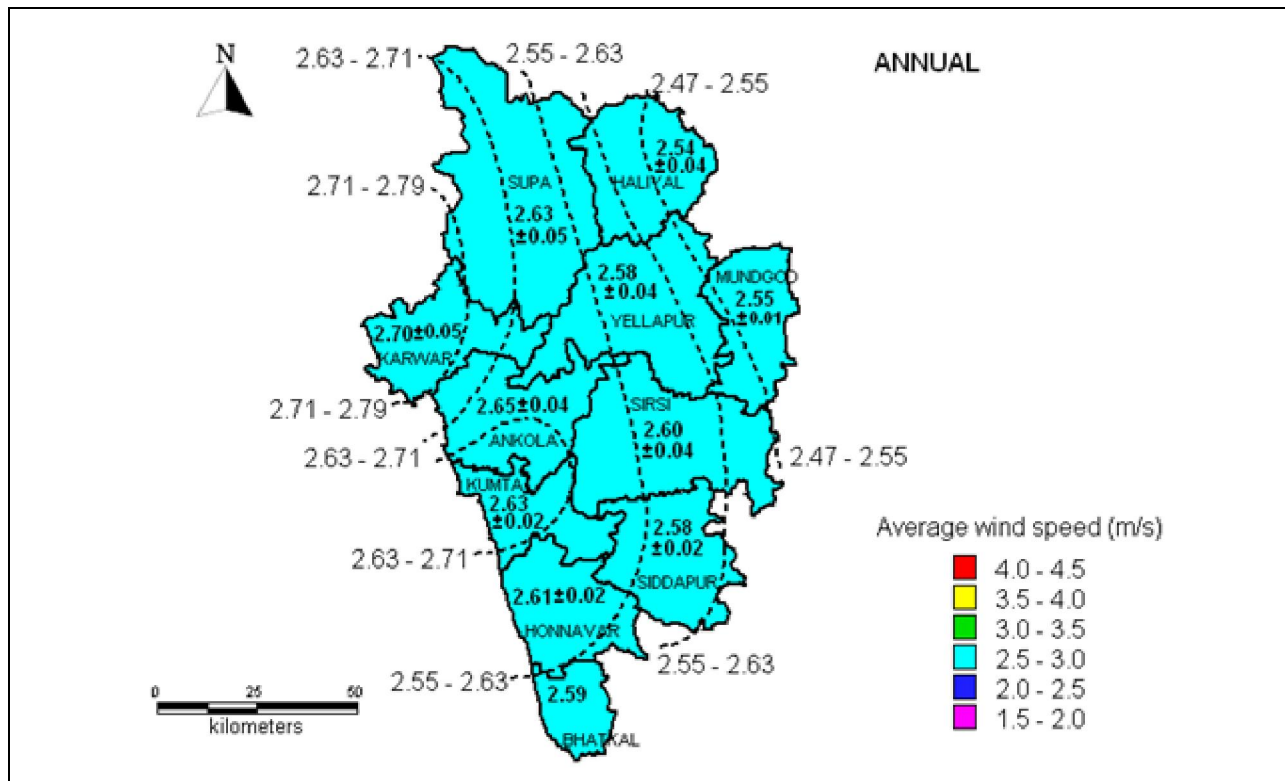 N
ANNUAL
2.63 - 2.71
2.55 - 2.63
2.47 - 2.55
2.54
±0.04
HALIYAL
2.71 - 2.79
SUPA
2.63
±0.05
2.58
±0.04
YELLAPUR
MUNDGOD
2.55
±0.01
2.70±0.05
KARWAR
2.71 - 2.79
2.65±0.04
ANKOLA
SIRSI
2.60
±0.04
2.63 - 2.71
2.47 - 2.55
KUMTA
2.63
±0.02
2.58
±0.02
SIDDAPUR
2.63 - 2.71
2.61±0.02
HONNAVAR
2.55 - 2.63
2.55 - 2.63
2.59
BHATKAL
Average wind speed (m/s)
4.0 - 4.5
3.5 - 4.0
3.0 - 3.5
2.5 - 3.0
2.0 - 2.5
1.5 - 2.0
0 25 50
kilometers